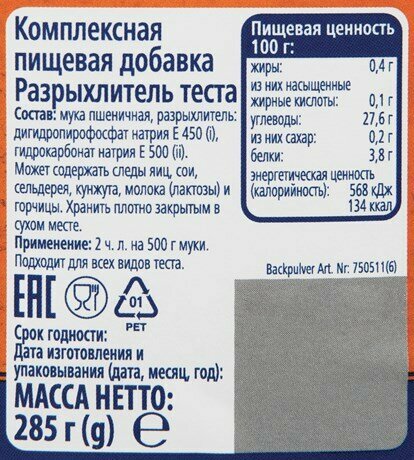 Комплексная
пищевая добавка
Разрыхлитель теста
Состав: мука пшеничная, разрыхлитель:
дигидропирофосфат натрия Е 450 (i),
гидрокарбонат натрия Е 500 (ii).
Может содержать следы яиц, сои,
сельдерея, кунжута, молока (лактозы) и
горчицы. Хранить плотно закрытым в
сухом месте.
Применение: 2 ч. л. на 500 г муки.
Подходит для всех видов теста.
Пищевая ценность
100 г:
жиры: 0,4 г
из них насыщенные
жирные кислоты: 0,1 г
углеводы: 27,6 г
из них сахар: 0,2 г
белки: 3,8 г
энергетическая ценность
(калорийность): 568 кДж
134 ккал
Backpulver Art. Nr: 750511(6)
ЕАС
01
PET
Срок годности:
Дата изготовления и
упаковывания (дата, месяц, год):
МАССА НЕТТО:
285 г (g) ℮